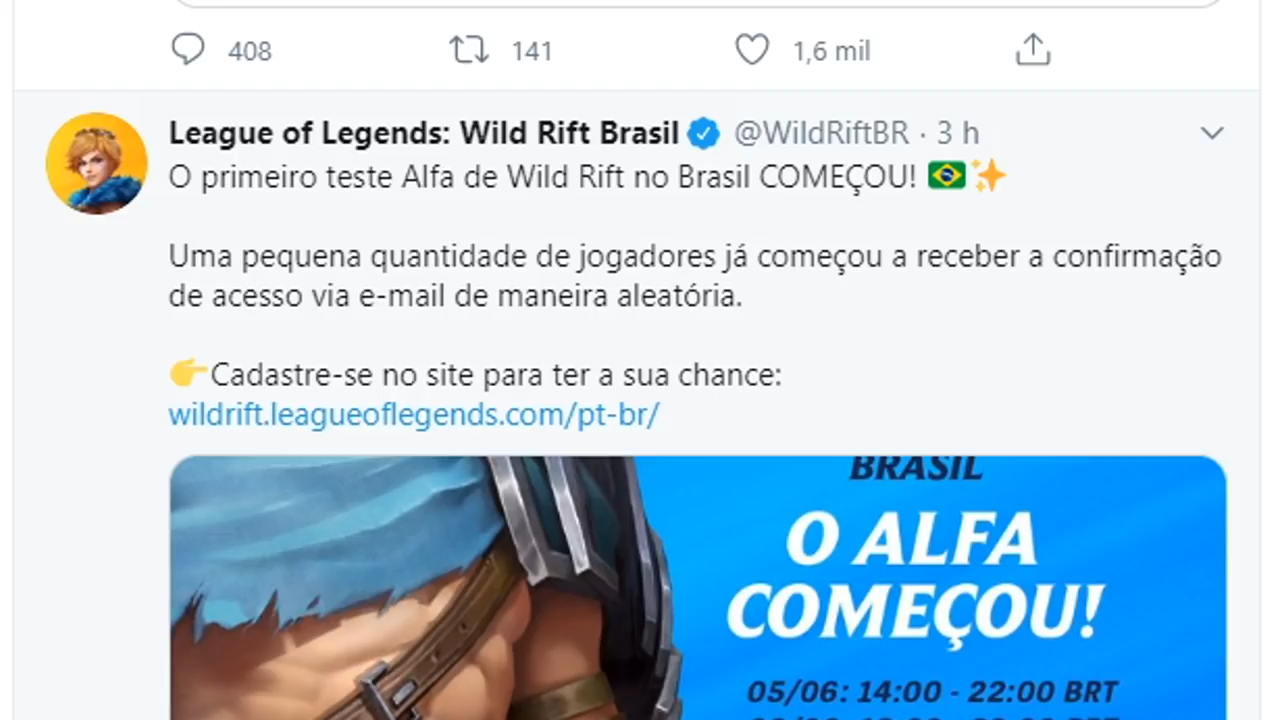 408 141 1,6 mil
League of Legends: Wild Rift Brasil @WildRiftBR · 3 h
O primeiro teste Alfa de Wild Rift no Brasil COMEÇOU! 🇧🇷✨
Uma pequena quantidade de jogadores já começou a receber a confirmação
de acesso via e-mail de maneira aleatória.
👉Cadastre-se no site para ter a sua chance:
wildrift.leagueoflegends.com/pt-br/
BRASIL
O ALFA
COMEÇOU!
05/06: 14:00 - 22:00 BRT